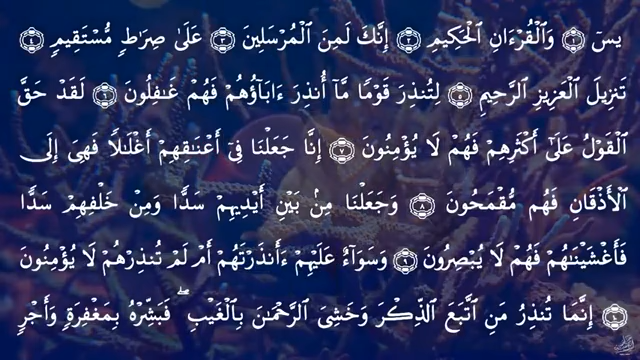 يسٓ ۝١ وَٱلْقُرْءَانِ ٱلْحَكِيمِ ۝٢ إِنَّكَ لَمِنَ ٱلْمُرْسَلِينَ ۝٣ عَلَىٰ صِرَٰطٍ مُّسْتَقِيمٍ ۝٤
تَنزِيلَ ٱلْعَزِيزِ ٱلرَّحِيمِ ۝٥ لِتُنذِرَ قَوْمًا مَّآ أُنذِرَ ءَابَآؤُهُمْ فَهُمْ غَـٰفِلُونَ ۝٦ لَقَدْ حَقَّ
ٱلْقَوْلُ عَلَىٰٓ أَكْثَرِهِمْ فَهُمْ لَا يُؤْمِنُونَ ۝٧ إِنَّا جَعَلْنَا فِىٓ أَعْنَـٰقِهِمْ أَغْلَـٰلًا فَهِىَ إِلَى
ٱلْأَذْقَانِ فَهُم مُّقْمَحُونَ ۝٨ وَجَعَلْنَا مِنۢ بَيْنِ أَيْدِيهِمْ سَدًّا وَمِنْ خَلْفِهِمْ سَدًّا
فَأَغْشَيْنَـٰهُمْ فَهُمْ لَا يُبْصِرُونَ ۝٩ وَسَوَآءٌ عَلَيْهِمْ ءَأَنذَرْتَهُمْ أَمْ لَمْ تُنذِرْهُمْ لَا يُؤْمِنُونَ
۝١٠ إِنَّمَا تُنذِرُ مَنِ ٱتَّبَعَ ٱلذِّكْرَ وَخَشِىَ ٱلرَّحْمَـٰنَ بِٱلْغَيْبِ ۖ فَبَشِّرْهُ بِمَغْفِرَةٍ وَأَجْرٍ